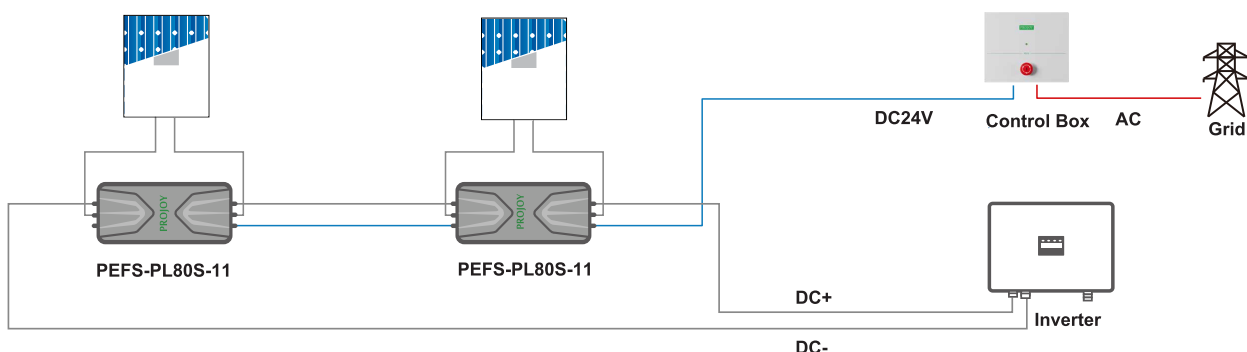 DC24V
Control Box
AC
Grid
PROJOY
PROJOY
PEFS-PL80S-11
PEFS-PL80S-11
DC+
Inverter
DC-